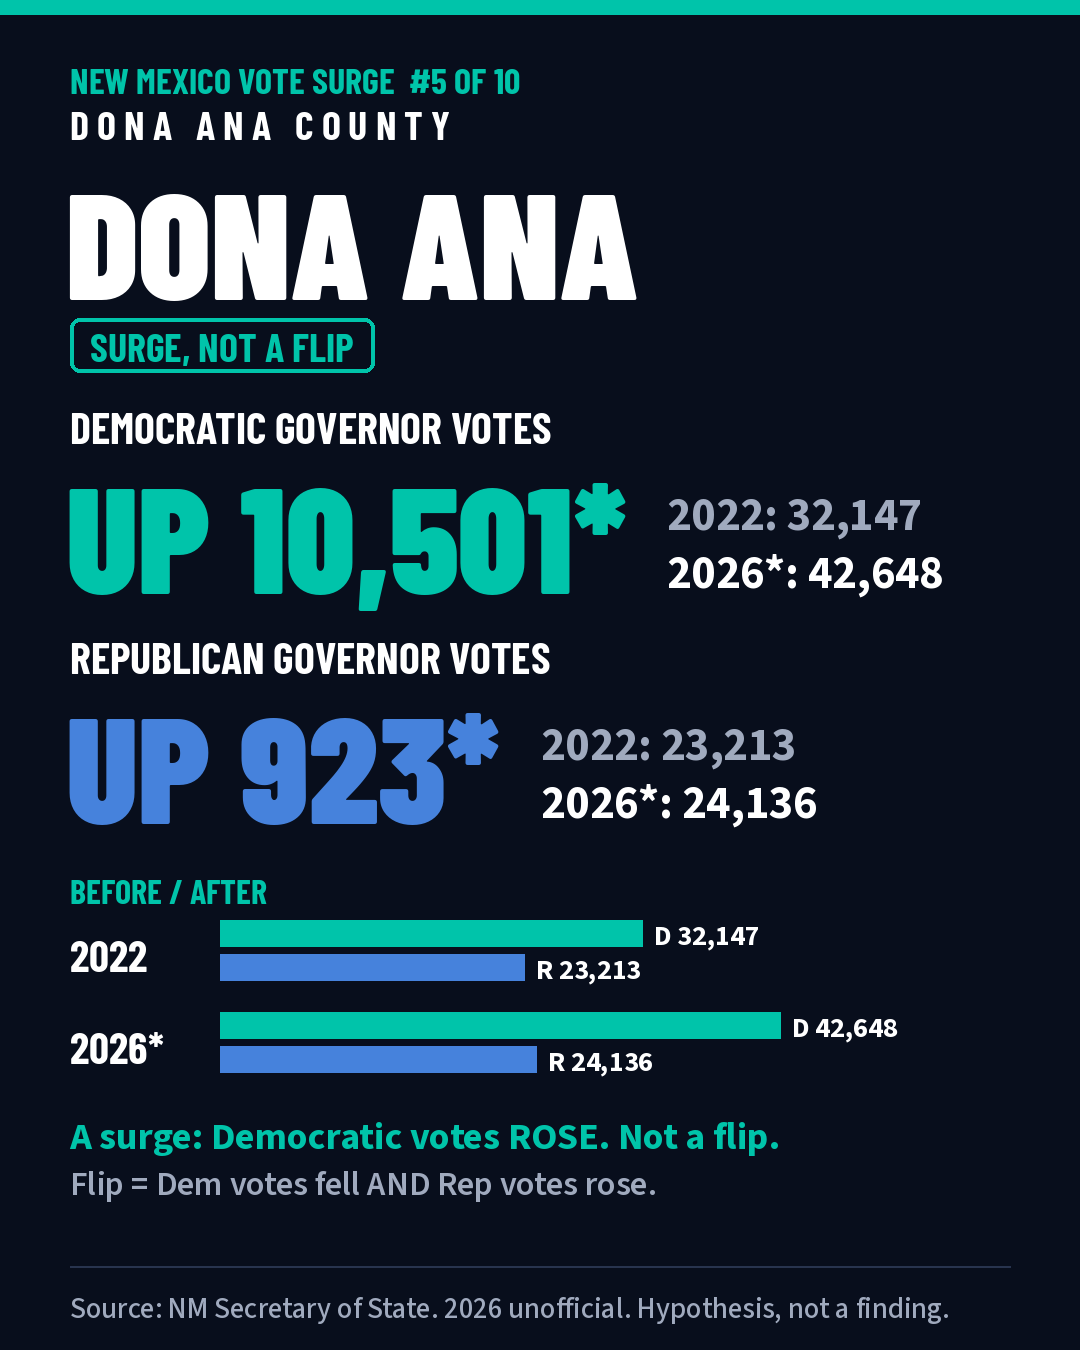 NEW MEXICO VOTE SURGE #5 OF 10
DONA ANA COUNTY
DONA ANA
SURGE, NOT A FLIP
DEMOCRATIC GOVERNOR VOTES
UP 10,501*
2022: 32,147
2026*: 42,648
REPUBLICAN GOVERNOR VOTES
UP 923*
2022: 23,213
2026*: 24,136
BEFORE / AFTER
2022
D 32,147
R 23,213
2026*
D 42,648
R 24,136
A surge: Democratic votes ROSE. Not a flip.
Flip = Dem votes fell AND Rep votes rose.
Source: NM Secretary of State. 2026 unofficial. Hypothesis, not a finding.